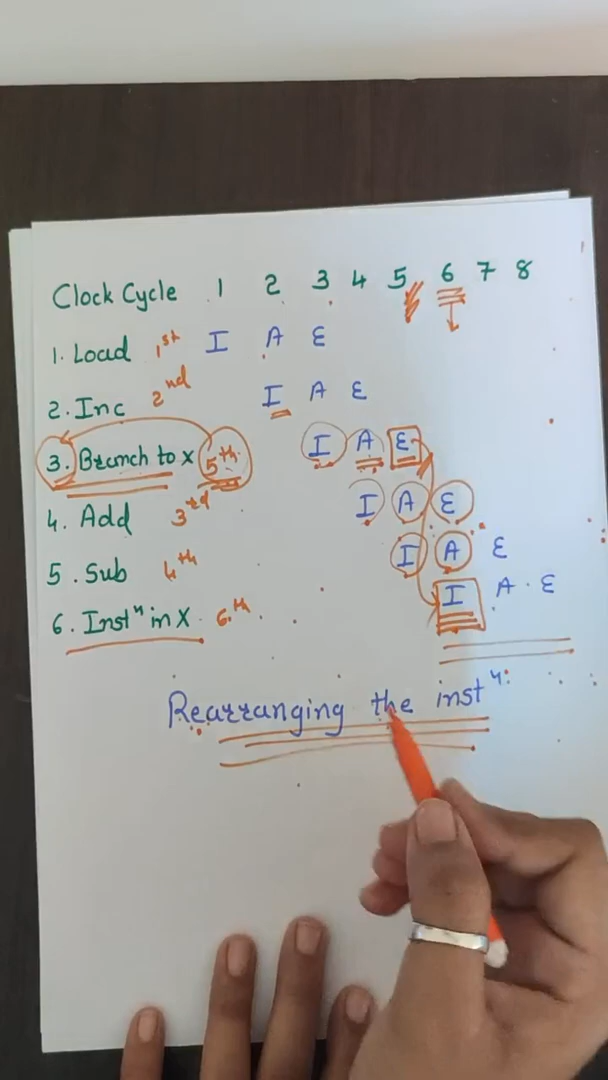 Clock Cycle 1 2 3 4 5 6 7 8
1. Load 1st I A E
2. Inc 2nd I A E
3. Branch to x 5th I A E
4. Add 3rd I A E
5. Sub 4th I A E
6. Instⁿ in X 6th I A E
Rearranging the instⁿ